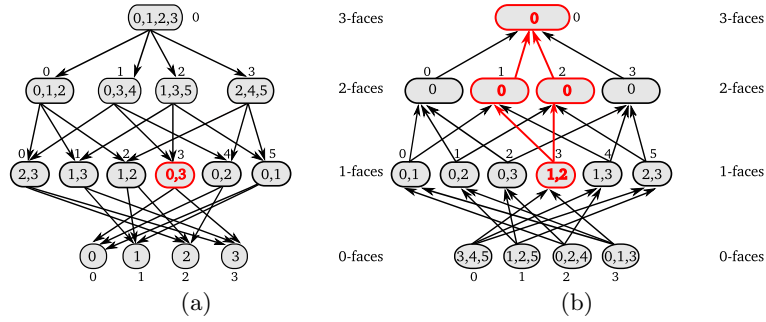 0,1,2,3 0 3-faces 0 0 3-faces
0 1 2 3 0 1 2 3
0,1,2 0,3,4 1,3,5 2,4,5 2-faces 0 0 0 0 2-faces
0 1 2 3 4 5 0 1 2 3 4 5
2,3 1,3 1,2 0,3 0,2 0,1 1-faces 0,1 0,2 0,3 1,2 1,3 2,3 1-faces
0 1 2 3 0-faces 3,4,5 1,2,5 0,2,4 0,1,3 0-faces
0 1 2 3 0 1 2 3
(a) (b)